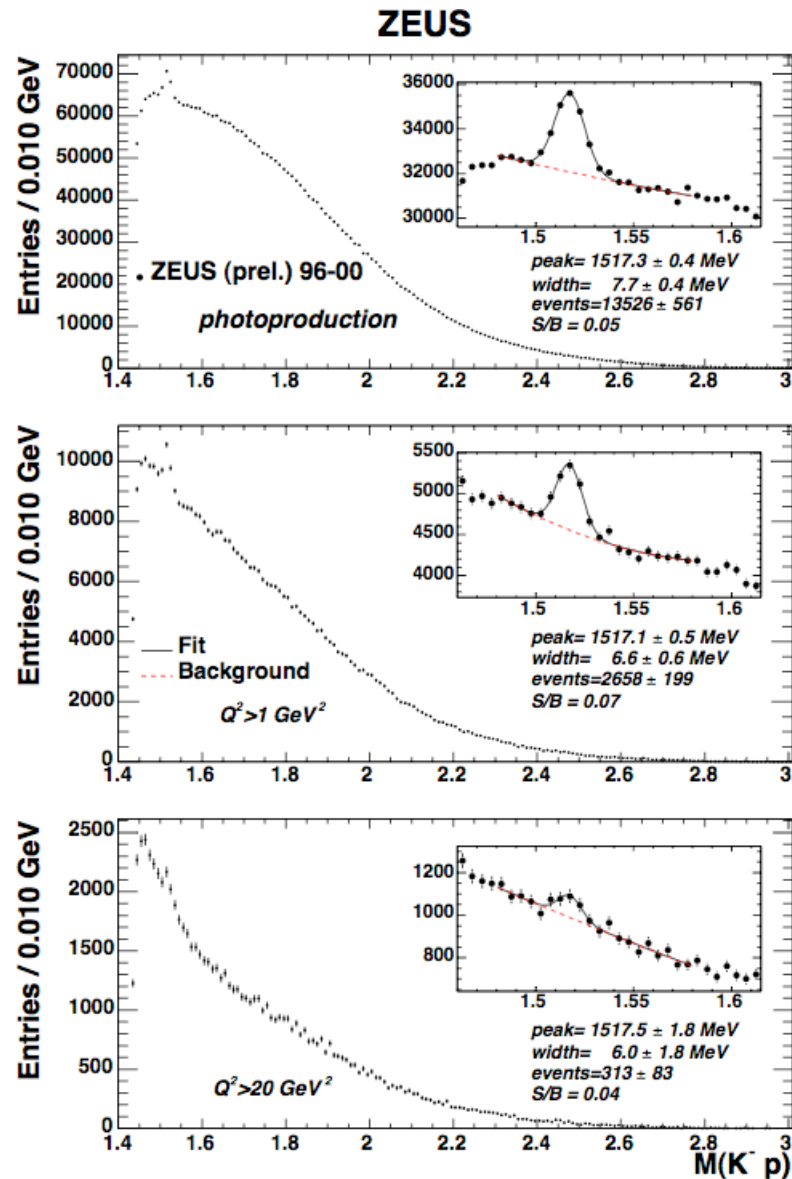 ZEUS
Entries / 0.010 GeV
70000
60000
50000
40000
30000
20000
10000
0
1.4 1.6 1.8 2 2.2 2.4 2.6 2.8 3
ZEUS (prel.) 96-00
photoproduction
36000
34000
32000
30000
1.5 1.55 1.6
peak= 1517.3 ± 0.4 MeV
width= 7.7 ± 0.4 MeV
events=13526 ± 561
S/B = 0.05
Entries / 0.010 GeV
10000
8000
6000
4000
2000
0
1.4 1.6 1.8 2 2.2 2.4 2.6 2.8 3
Fit
Background
Q²>1 GeV²
5500
5000
4500
4000
1.5 1.55 1.6
peak= 1517.1 ± 0.5 MeV
width= 6.6 ± 0.6 MeV
events=2658 ± 199
S/B = 0.07
Entries / 0.010 GeV
2500
2000
1500
1000
500
0
1.4 1.6 1.8 2 2.2 2.4 2.6 2.8 3
Q²>20 GeV²
1200
1000
800
1.5 1.55 1.6
peak= 1517.5 ± 1.8 MeV
width= 6.0 ± 1.8 MeV
events=313 ± 83
S/B = 0.04
M(K⁻ p)